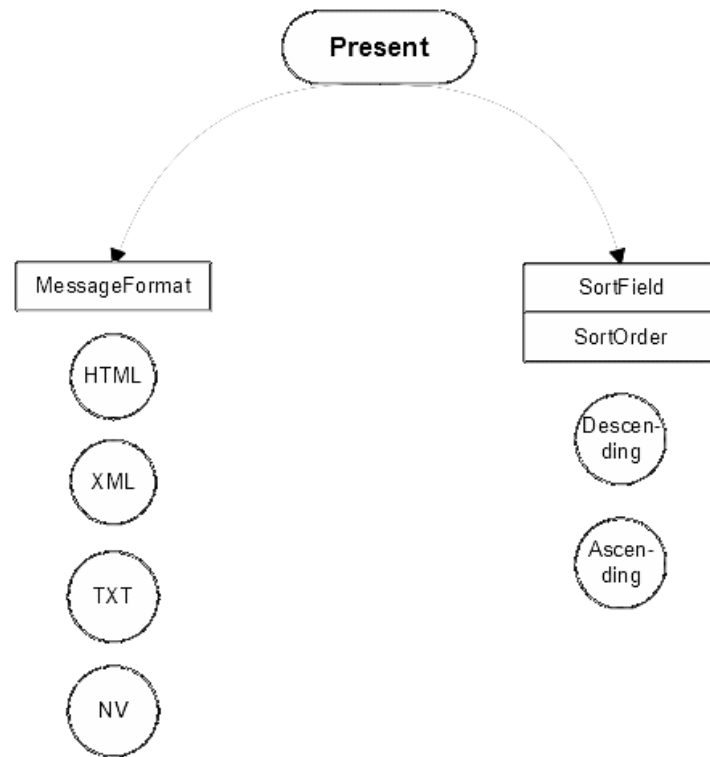 Present
MessageFormat
HTML
XML
TXT
NV
SortField
SortOrder
Descen-
ding
Ascen-
ding